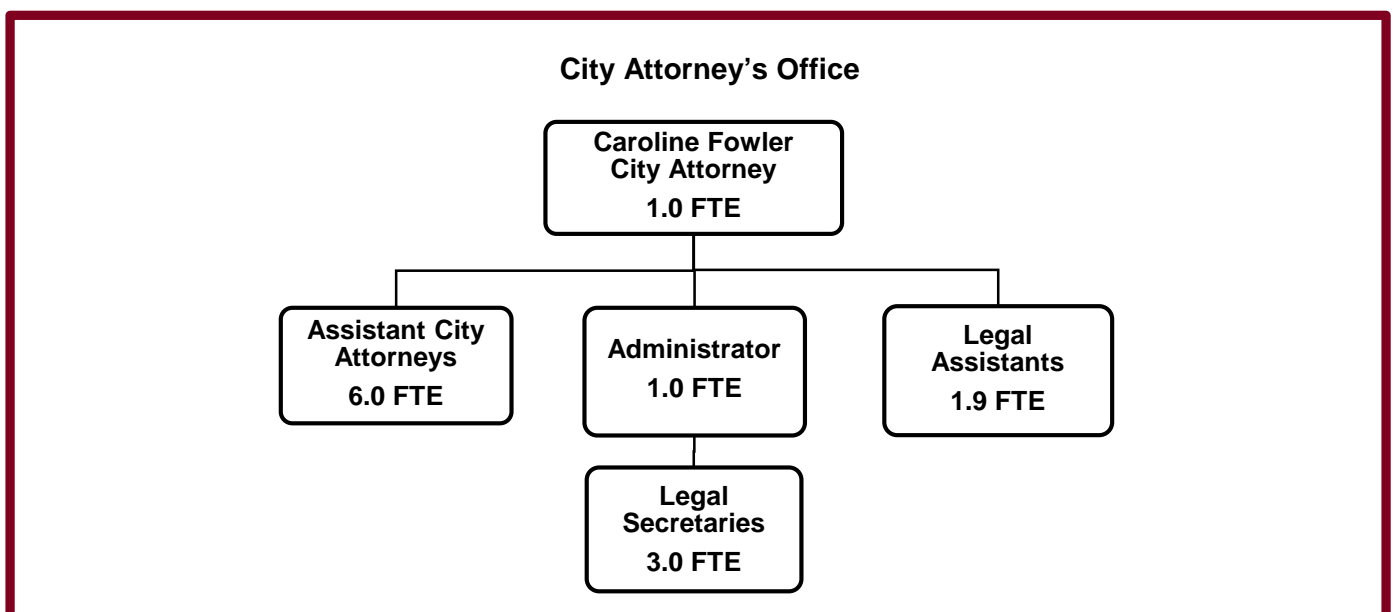 City Attorney’s Office
Caroline Fowler
City Attorney
1.0 FTE
Assistant City
Attorneys
6.0 FTE
Administrator
1.0 FTE
Legal
Assistants
1.9 FTE
Legal
Secretaries
3.0 FTE